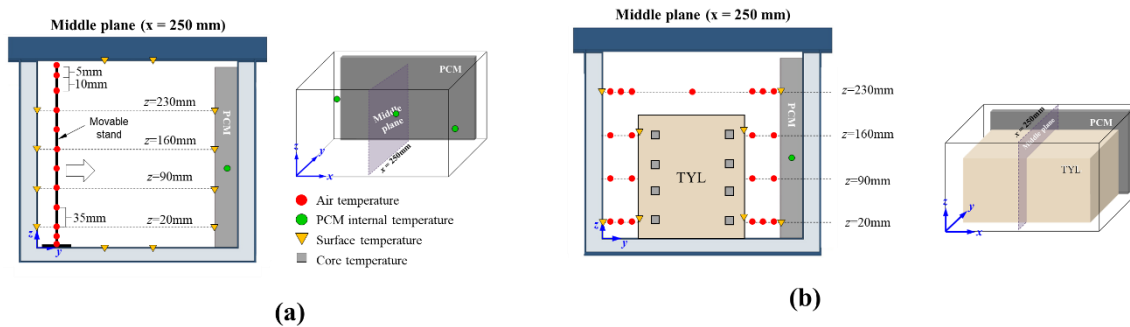 Middle plane (x = 250 mm)
5mm
10mm
z=230mm
Movable
stand
z=160mm
z=90mm
35mm
z=20mm
PCM
z
y
PCM
Middle
plane
x = 250mm
z
y
x
Air temperature
PCM internal temperature
Surface temperature
Core temperature
(a)
Middle plane (x = 250 mm)
z=230mm
z=160mm
z=90mm
z=20mm
PCM
TYL
z
y
x = 250mm
Middle plane
PCM
TYL
z
y
x
(b)